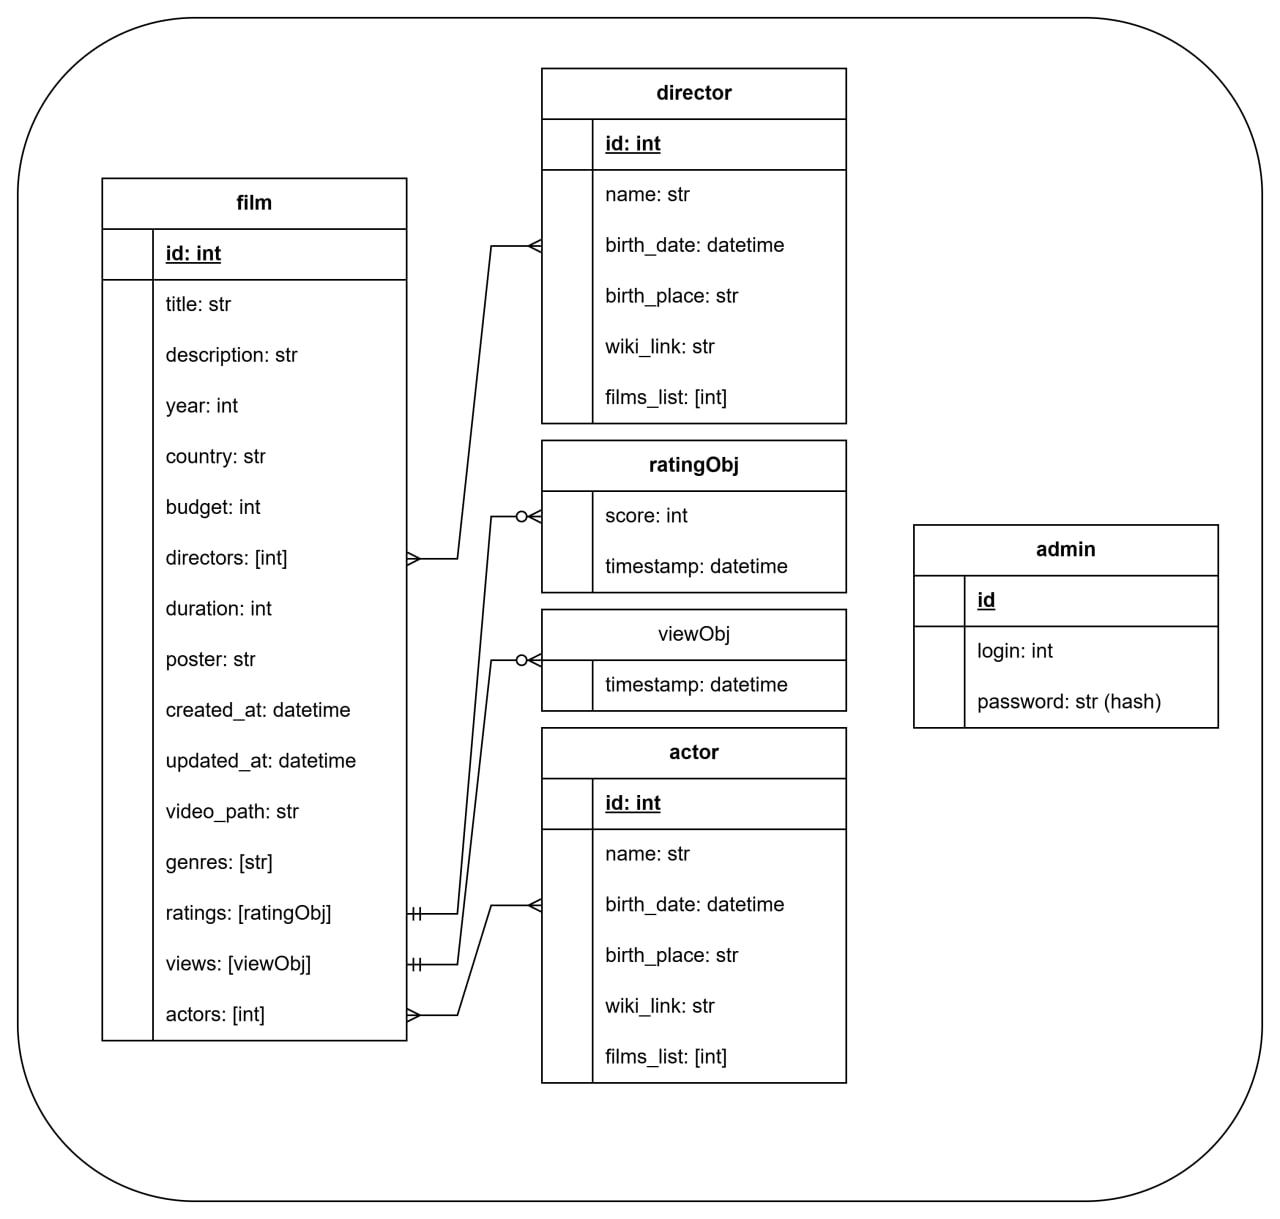 film
id: int
title: str
description: str
year: int
country: str
budget: int
directors: [int]
duration: int
poster: str
created_at: datetime
updated_at: datetime
video_path: str
genres: [str]
ratings: [ratingObj]
views: [viewObj]
actors: [int]
director
id: int
name: str
birth_date: datetime
birth_place: str
wiki_link: str
films_list: [int]
ratingObj
score: int
timestamp: datetime
viewObj
timestamp: datetime
actor
id: int
name: str
birth_date: datetime
birth_place: str
wiki_link: str
films_list: [int]
admin
id
login: int
password: str (hash)